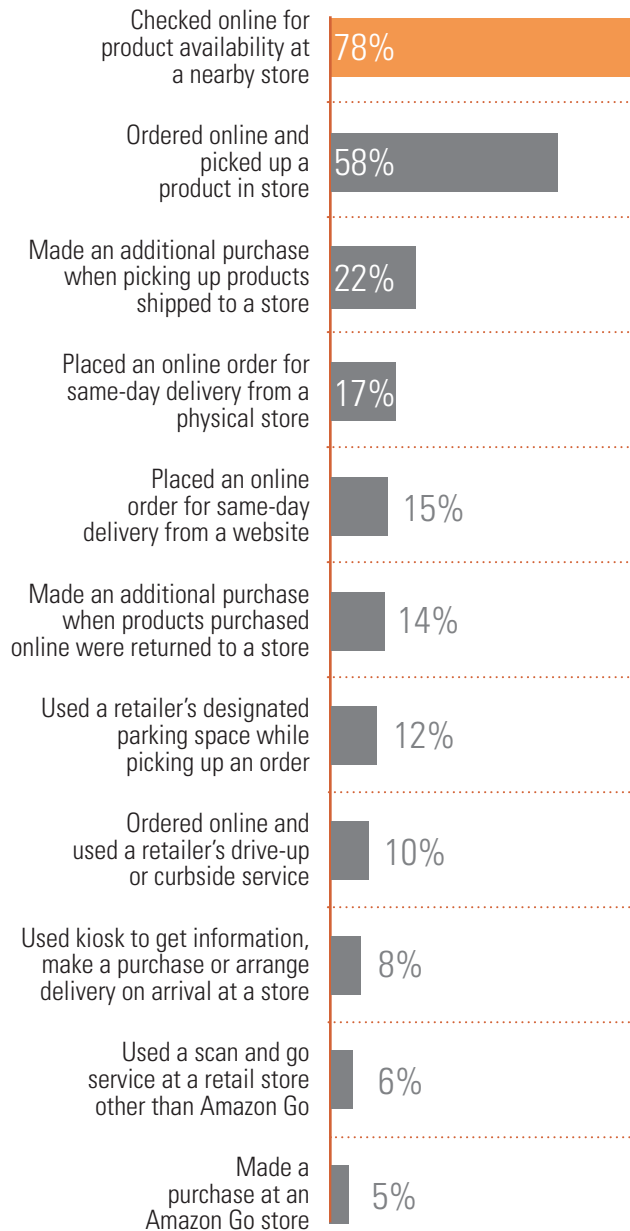 Checked online for
product availability at
a nearby store
78%
Ordered online and
picked up a
product in store
58%
Made an additional purchase
when picking up products
shipped to a store
22%
Placed an online order for
same-day delivery from a
physical store
17%
Placed an online
order for same-day
delivery from a website
15%
Made an additional purchase
when products purchased
online were returned to a store
14%
Used a retailer’s designated
parking space while
picking up an order
12%
Ordered online and
used a retailer’s drive-up
or curbside service
10%
Used kiosk to get information,
make a purchase or arrange
delivery on arrival at a store
8%
Used a scan and go
service at a retail store
other than Amazon Go
6%
Made a
purchase at an
Amazon Go store
5%